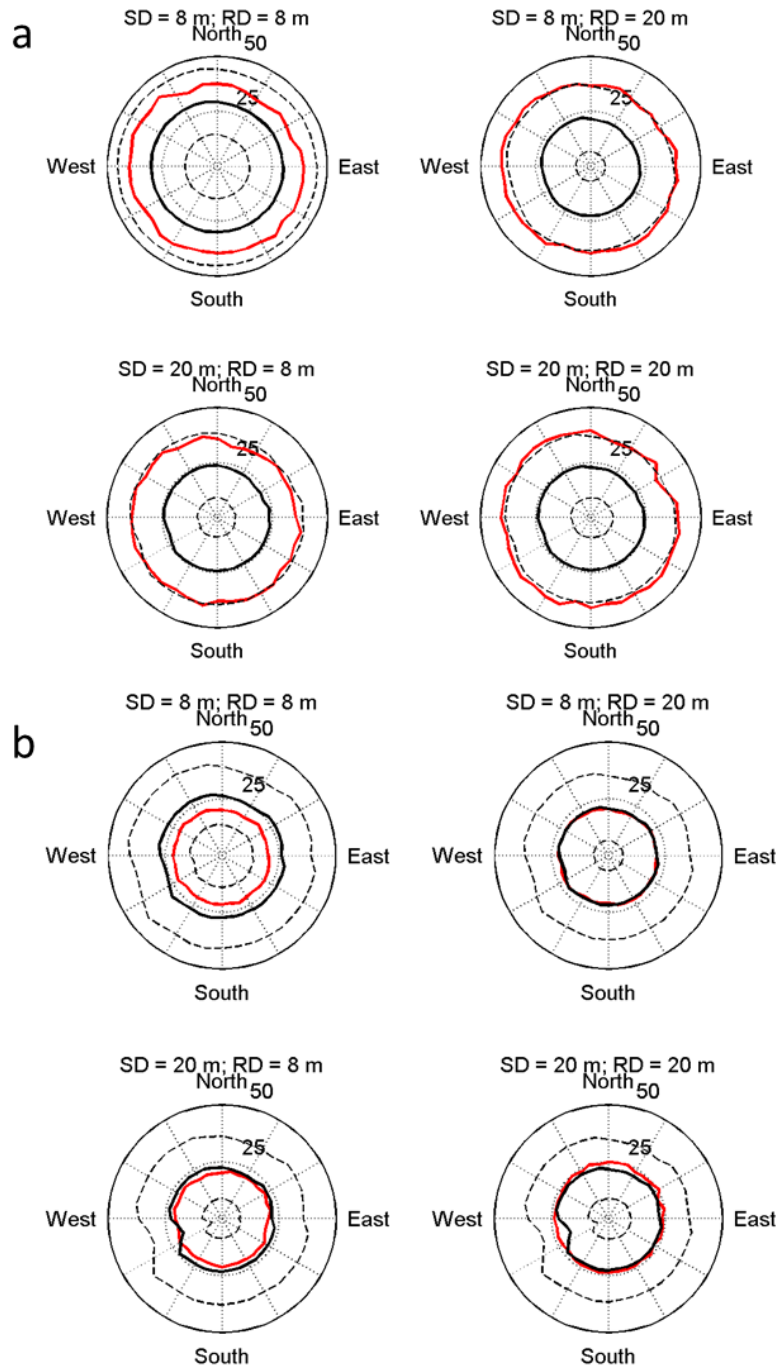 a
SD = 8 m; RD = 8 m
North
50
25
West
East
South
SD = 8 m; RD = 20 m
North
50
25
West
East
South
SD = 20 m; RD = 8 m
North
50
25
West
East
South
SD = 20 m; RD = 20 m
North
50
25
West
East
South
b
SD = 8 m; RD = 8 m
North
50
25
West
East
South
SD = 8 m; RD = 20 m
North
50
25
West
East
South
SD = 20 m; RD = 8 m
North
50
25
West
East
South
SD = 20 m; RD = 20 m
North
50
25
West
East
South